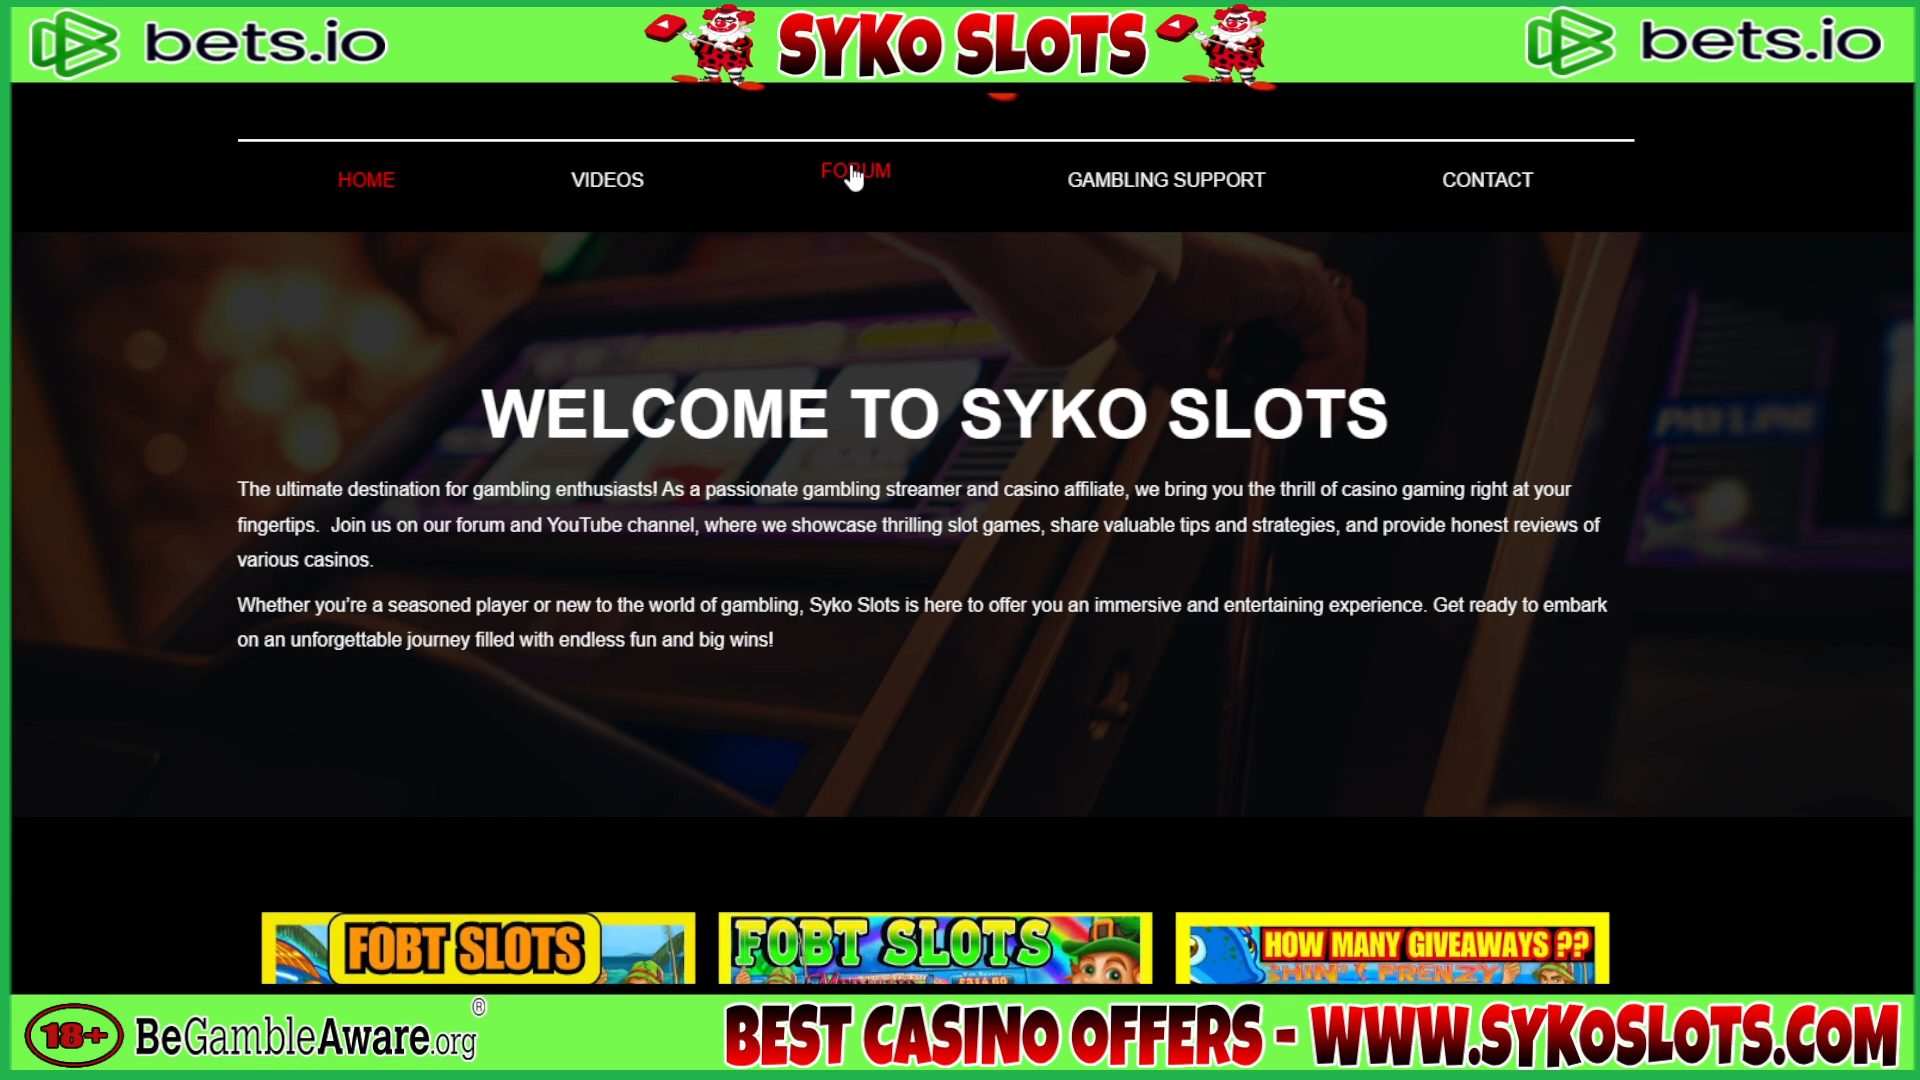 bets.io
SYKO SLOTS
bets.io
HOME VIDEOS FORUM GAMBLING SUPPORT CONTACT
WELCOME TO SYKO SLOTS
The ultimate destination for gambling enthusiasts! As a passionate gambling streamer and casino affiliate, we bring you the thrill of casino gaming right at your
fingertips. Join us on our forum and YouTube channel, where we showcase thrilling slot games, share valuable tips and strategies, and provide honest reviews of
various casinos.
Whether you’re a seasoned player or new to the world of gambling, Syko Slots is here to offer you an immersive and entertaining experience. Get ready to embark
on an unforgettable journey filled with endless fun and big wins!
PAYLINE
FOBT SLOTS
FOBT SLOTS
HOW MANY GIVEAWAYS ??
18+ BeGambleAware.org®
BEST CASINO OFFERS - WWW.SYKOSLOTS.COM